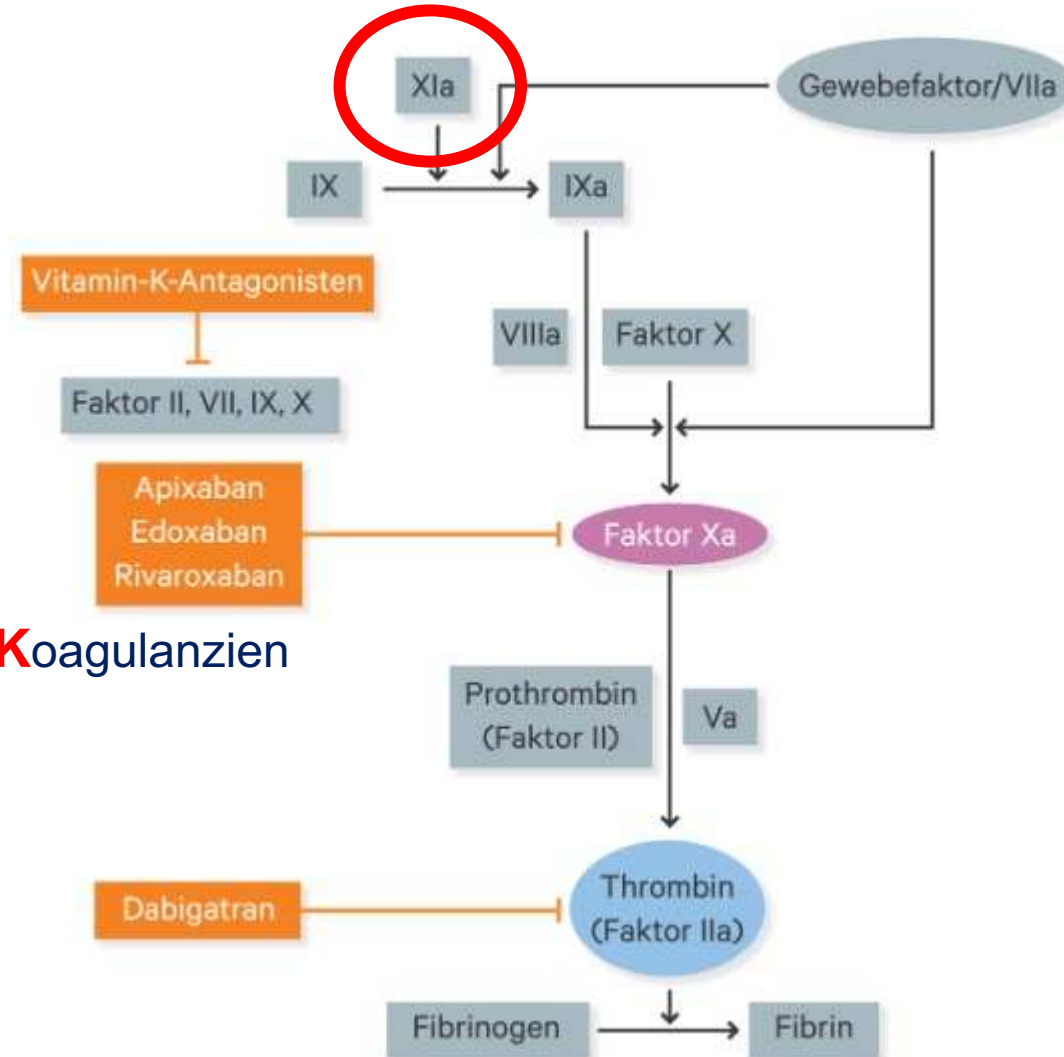 XIa
Gewebefaktor/VIIa
IX
IXa
Vitamin-K-Antagonisten
VIIIa
Faktor X
Faktor II, VII, IX, X
Apixaban
Edoxaban
Rivaroxaban
Faktor Xa
Koagulanzien
Prothrombin
(Faktor II)
Va
Dabigatran
Thrombin
(Faktor IIa)
Fibrinogen
Fibrin